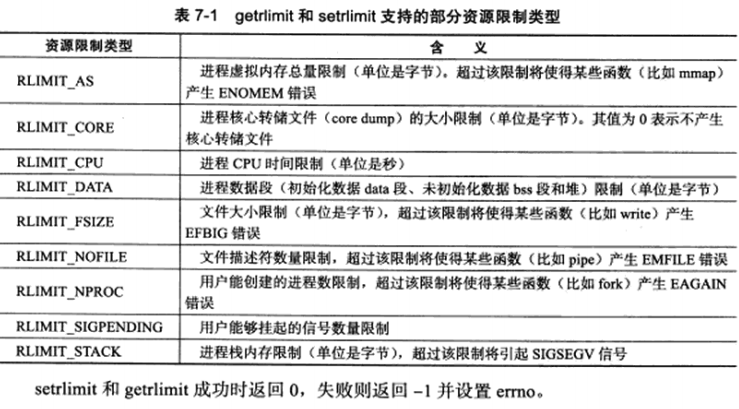 表 7-1 getrlimit 和 setrlimit 支持的部分资源限制类型
资源限制类型 含 义
RLIMIT_AS 进程虚拟内存总量限制（单位是字节）。超过该限制将使得某些函数（比如 mmap）
产生 ENOMEM 错误
RLIMIT_CORE 进程核心转储文件（core dump）的大小限制（单位是字节）。其值为 0 表示不产生
核心转储文件
RLIMIT_CPU 进程 CPU 时间限制（单位是秒）
RLIMIT_DATA 进程数据段（初始化数据 data 段、未初始化数据 bss 段和堆）限制（单位是字节）
RLIMIT_FSIZE 文件大小限制（单位是字节），超过该限制将使得某些函数（比如 write）产生
EFBIG 错误
RLIMIT_NOFILE 文件描述符数量限制，超过该限制将使得某些函数（比如 pipe）产生 EMFILE 错误
RLIMIT_NPROC 用户能创建的进程数限制，超过该限制将使得某些函数（比如 fork）产生 EAGAIN
错误
RLIMIT_SIGPENDING 用户能够挂起的信号数量限制
RLIMIT_STACK 进程栈内存限制（单位是字节），超过该限制将引起 SIGSEGV 信号
setrlimit 和 getrlimit 成功时返回 0，失败则返回 –1 并设置 errno。